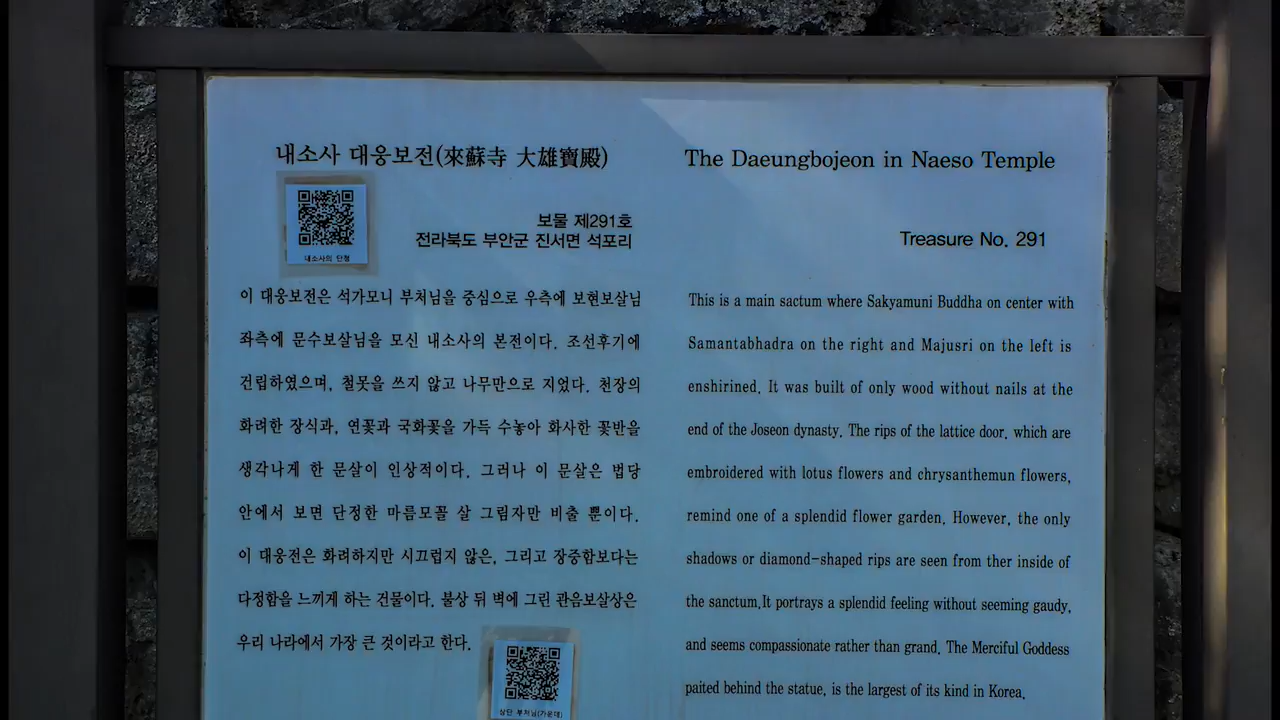 내소사 대웅보전(來蘇寺 大雄寶殿)
내소사의 단청
보물 제291호
전라북도 부안군 진서면 석포리
이 대웅보전은 석가모니 부처님을 중심으로 우측에 보현보살님
좌측에 문수보살님을 모신 내소사의 본전이다. 조선후기에
건립하였으며, 철못을 쓰지 않고 나무만으로 지었다. 천장의
화려한 장식과, 연꽃과 국화꽃을 가득 수놓아 화사한 꽃반을
생각나게 한 문살이 인상적이다. 그러나 이 문살은 법당
안에서 보면 단정한 마름모꼴 살 그림자만 비출 뿐이다.
이 대웅전은 화려하지만 시끄럽지 않은, 그리고 장중함보다는
다정함을 느끼게 하는 건물이다. 불상 뒤 벽에 그린 관음보살상은
우리 나라에서 가장 큰 것이라고 한다.
상단 부처님(가운데)
The Daeungbojeon in Naeso Temple
Treasure No. 291
This is a main sactum where Sakyamuni Buddha on center with
Samantabhadra on the right and Majusri on the left is
enshirined. It was built of only wood without nails at the
end of the Joseon dynasty. The rips of the lattice door, which are
embroidered with lotus flowers and chrysanthemun flowers,
remind one of a splendid flower garden. However, the only
shadows or diamond-shaped rips are seen from ther inside of
the sanctum.It portrays a splendid feeling without seeming gaudy,
and seems compassionate rather than grand. The Merciful Goddess
paited behind the statue, is the largest of its kind in Korea.